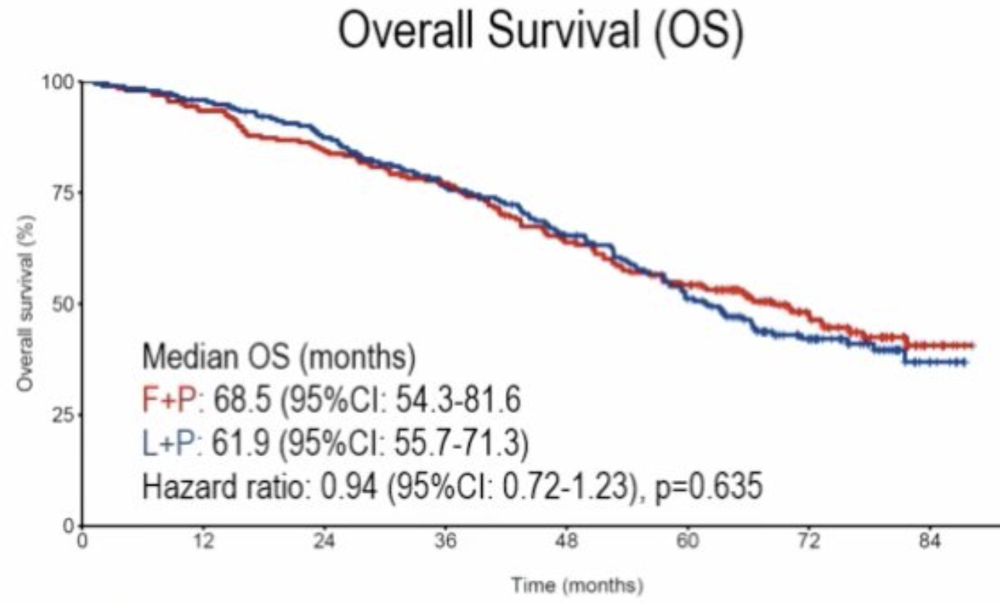 Overall Survival (OS)
100
75
50
25
0
Overall survival (%)
Median OS (months)
F+P: 68.5 (95%CI: 54.3-81.6
L+P: 61.9 (95%CI: 55.7-71.3)
Hazard ratio: 0.94 (95%CI: 0.72-1.23), p=0.635
0 12 24 36 48 60 72 84
Time (months)